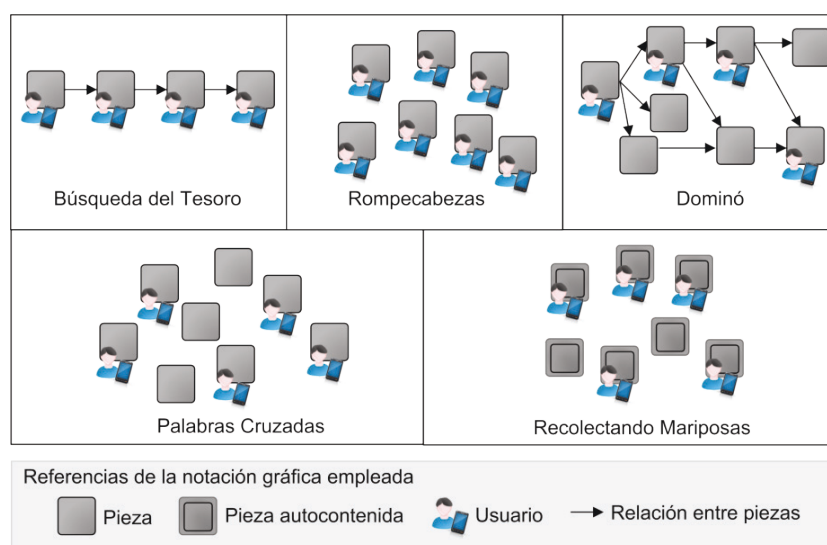 Búsqueda del Tesoro
Rompecabezas
Dominó
Palabras Cruzadas
Recolectando Mariposas
Referencias de la notación gráfica empleada
Pieza
Pieza autocontenida
Usuario
Relación entre piezas